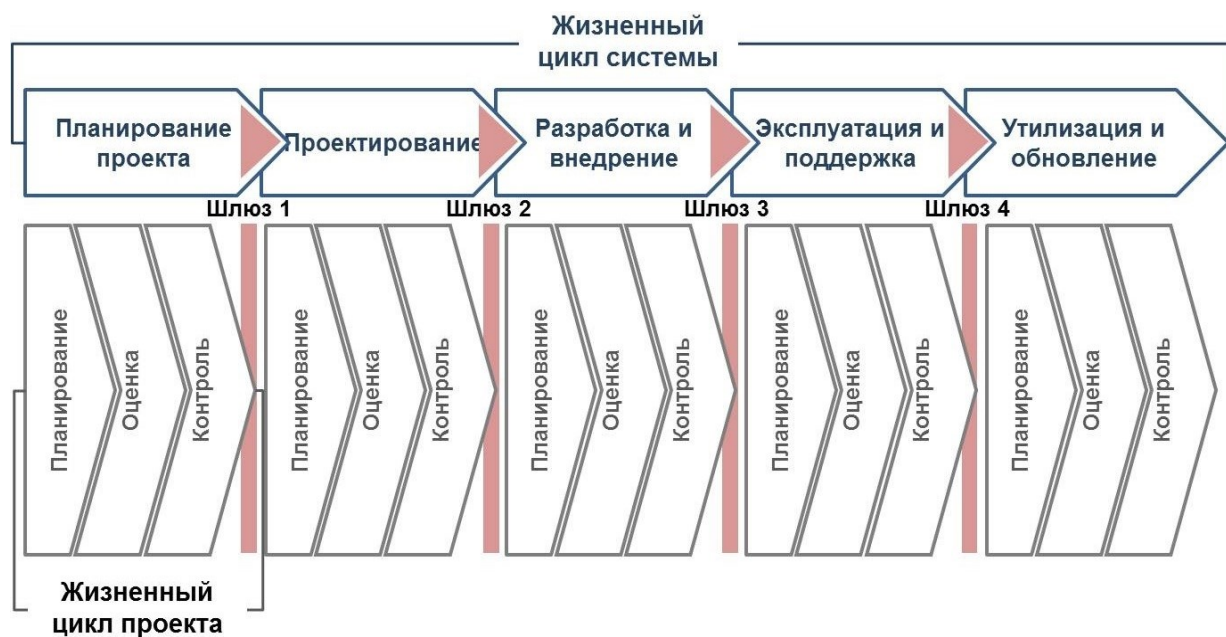 Жизненный
цикл системы
Планирование
проекта
Проектирование
Разработка и
внедрение
Эксплуатация и
поддержка
Утилизация и
обновление
Шлюз 1
Шлюз 2
Шлюз 3
Шлюз 4
Планирование
Оценка
Контроль
Планирование
Оценка
Контроль
Планирование
Оценка
Контроль
Планирование
Оценка
Контроль
Планирование
Оценка
Контроль
Жизненный
цикл проекта